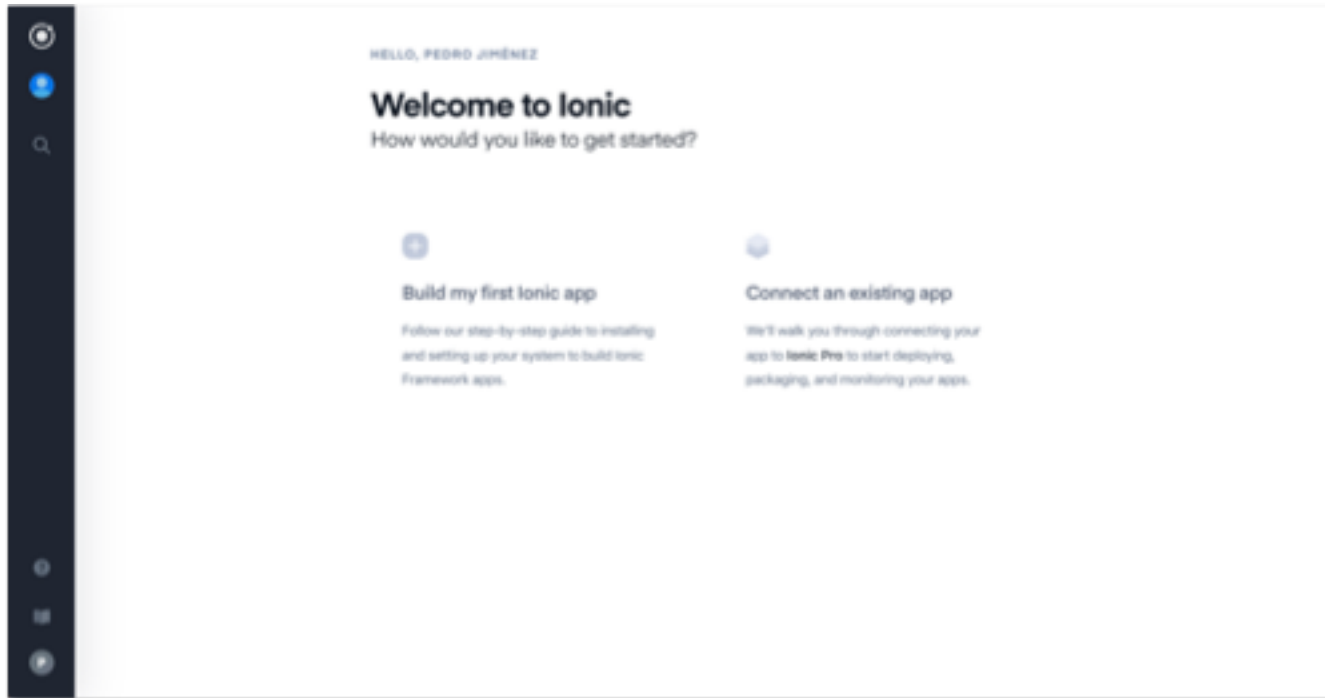 HELLO, PEDRO JIMÉNEZ
Welcome to Ionic
How would you like to get started?
Build my first Ionic app
Follow our step-by-step guide to installing
and setting up your system to build Ionic
Framework apps.
Connect an existing app
We'll walk you through connecting your
app to Ionic Pro to start deploying,
packaging, and monitoring your apps.
P